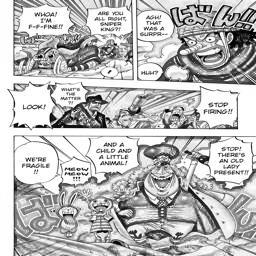 AGH!
THAT WAS A
SURPR—
HUH?
ARE YOU
ALL RIGHT,
SNIPER
KING?!
WHOA!
I'M
F-F-FINE!!
STOP
FIRING!!
WHAT'S
THE
MATTER
LOOK!
STOP!
THERE'S
AN OLD
LADY
PRESENT!!
AND A
CHILD AND
A LITTLE
ANIMAL!
MEOW
MEOW
WE'RE
FRAGILE
!!